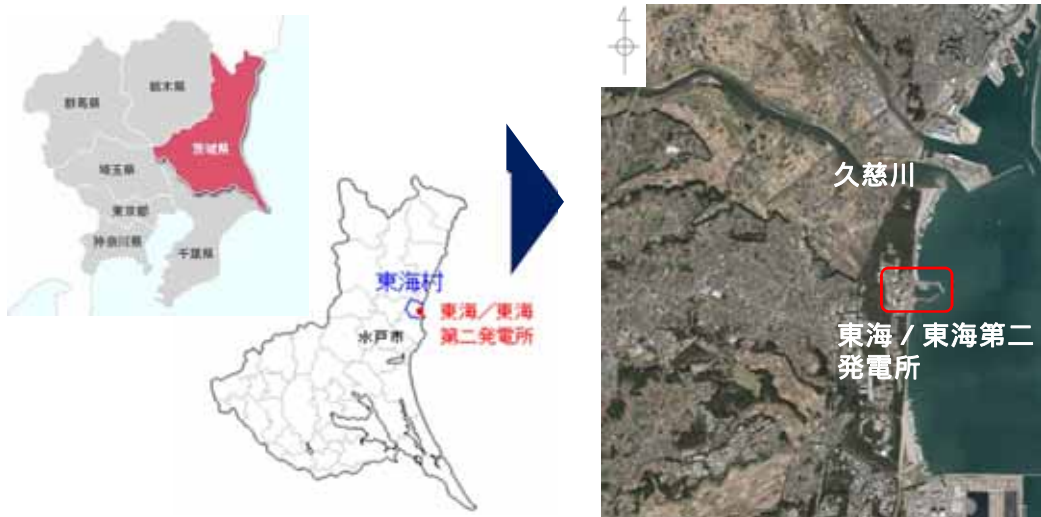 栃木県
群馬県
茨城県
埼玉県
東京都
神奈川県
千葉県
東海村
東海／東海
第二発電所
水戸市
久慈川
東海／東海第二
発電所